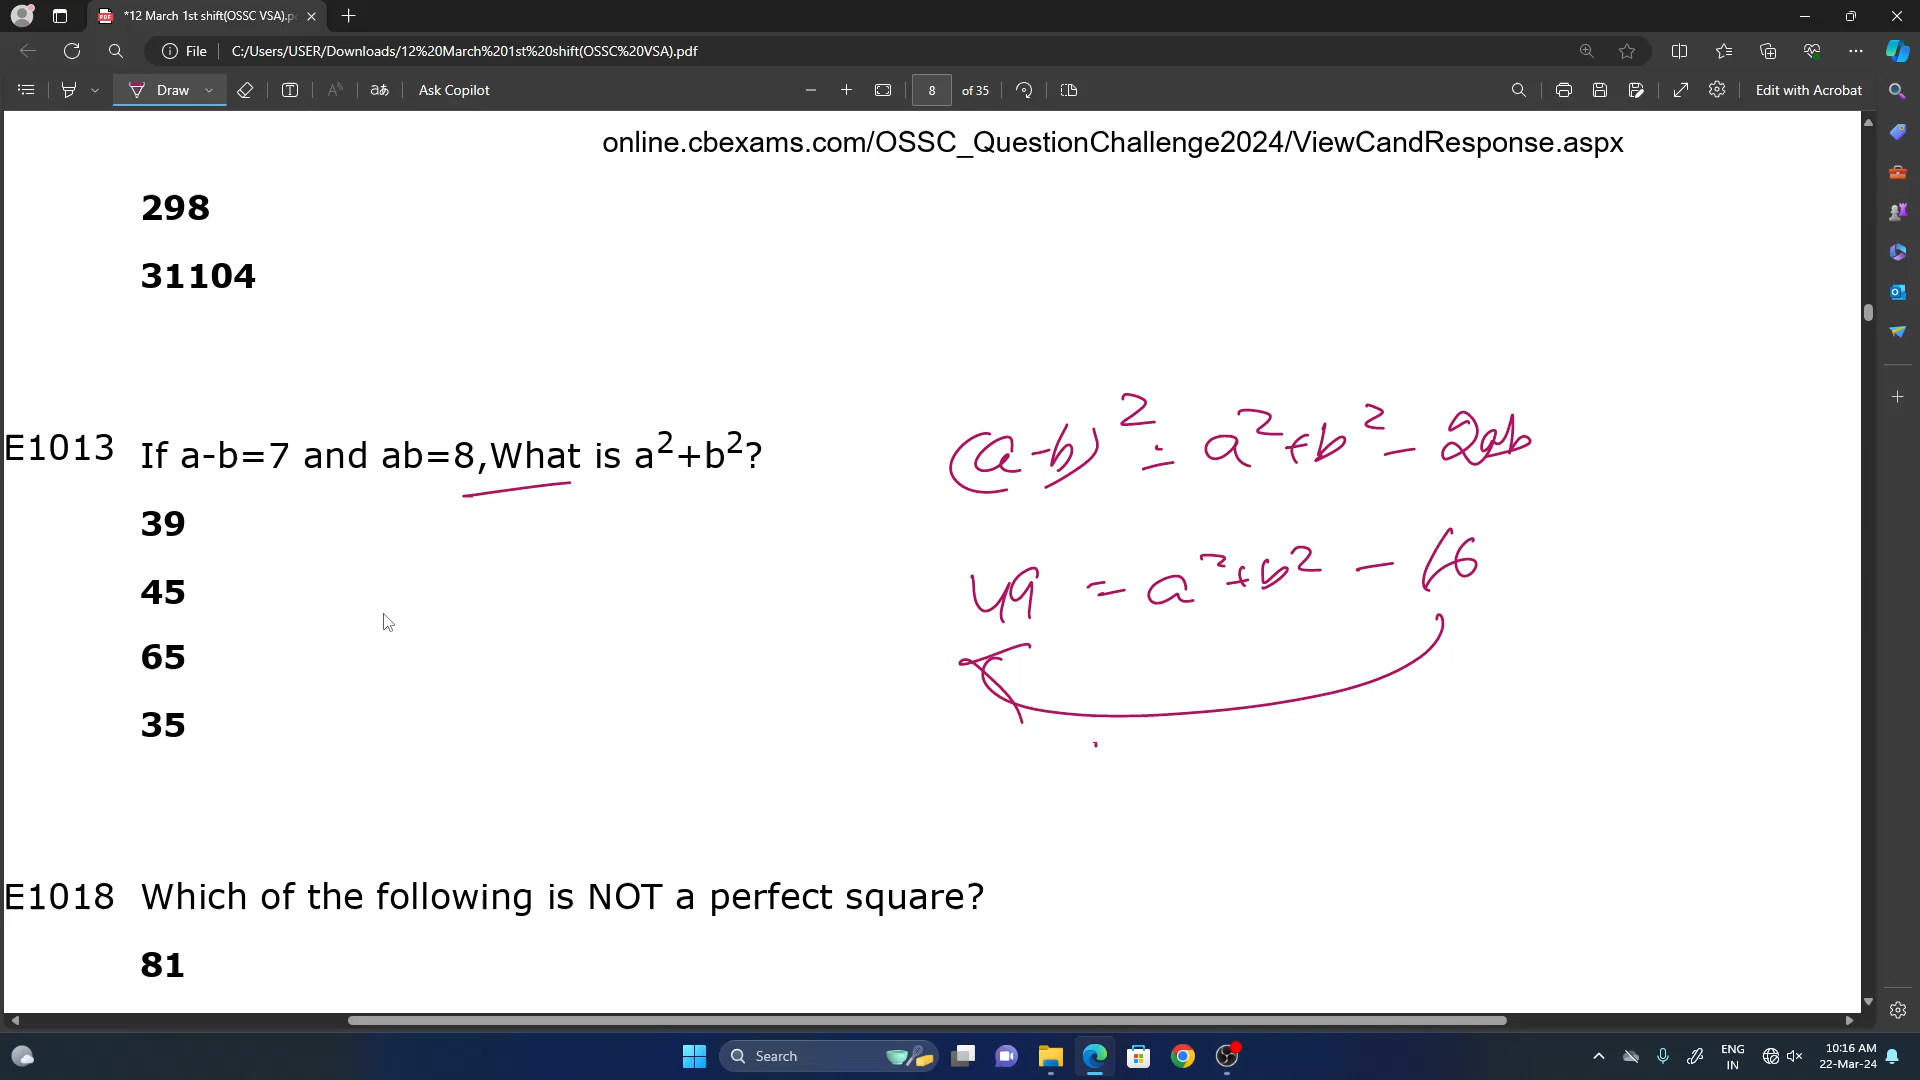 *12 March 1st shift(OSSC VSA).p
File
C:/Users/USER/Downloads/12%20March%201st%20shift(OSSC%20VSA).pdf
Draw
aあ
Ask Copilot
8
of 35
Edit with Acrobat
online.cbexams.com/OSSC_QuestionChallenge2024/ViewCandResponse.aspx
298
31104
E1013 If a-b=7 and ab=8,What is a²+b²?
(a-b)² = a²+b² - 2ab
39
49 = a²+b² - 16
45
65
35
E1018 Which of the following is NOT a perfect square?
81
Search
ENG
IN
10:16 AM
22-Mar-24